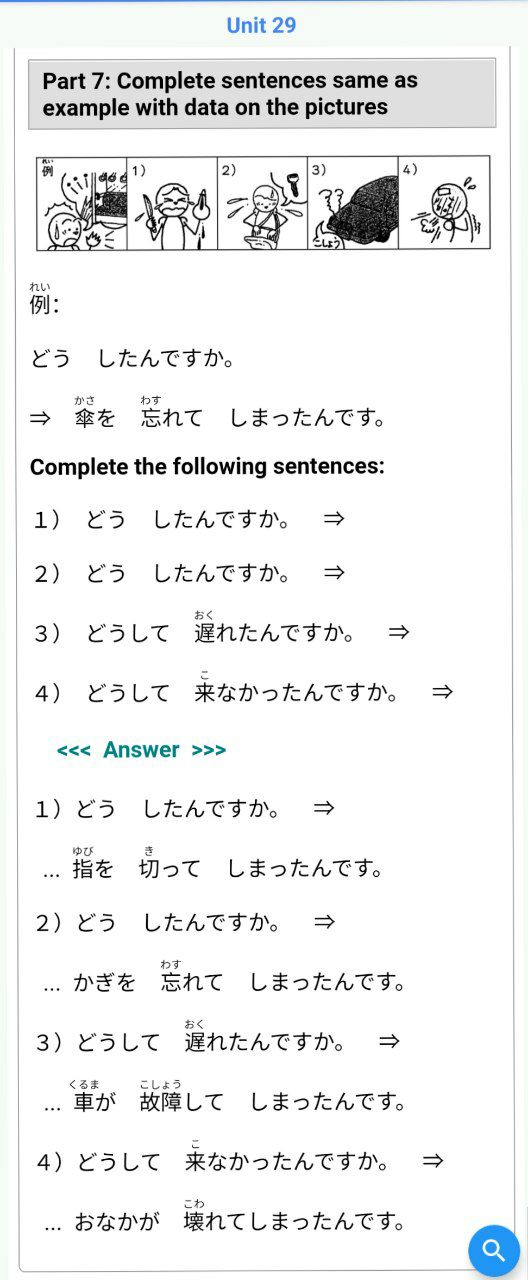 Unit 29
Part 7: Complete sentences same as
example with data on the pictures
れい
例 1) 2) 3) 4)
こしょう
れい
例：
どう　したんですか。
かさ わす
⇒　傘を　忘れて　しまったんです。
Complete the following sentences:
１）　どう　したんですか。　⇒
２）　どう　したんですか。　⇒
おく
３）　どうして　遅れたんですか。　⇒
こ
４）　どうして　来なかったんですか。　⇒
<<< Answer >>>
１）どう　したんですか。　⇒
ゆび き
... 指を　切って　しまったんです。
２）どう　したんですか。　⇒
わす
... かぎを　忘れて　しまったんです。
おく
３）どうして　遅れたんですか。　⇒
くるま こしょう
... 車が　故障して　しまったんです。
こ
４）どうして　来なかったんですか。　⇒
こわ
... おなかが　壊れてしまったんです。